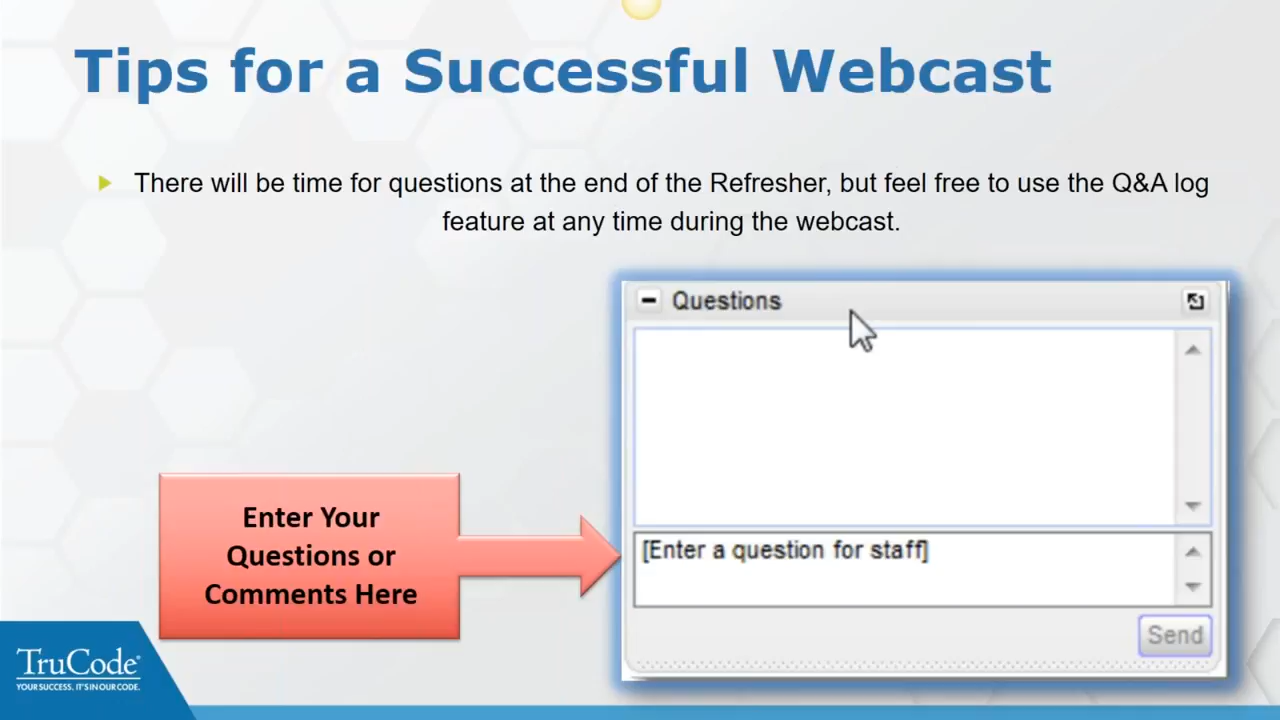 Tips for a Successful Webcast
There will be time for questions at the end of the Refresher, but feel free to use the Q&A log
feature at any time during the webcast.
Questions
[Enter a question for staff]
Send
Enter Your
Questions or
Comments Here
TruCode®
YOUR SUCCESS. IT'S IN OUR CODE.